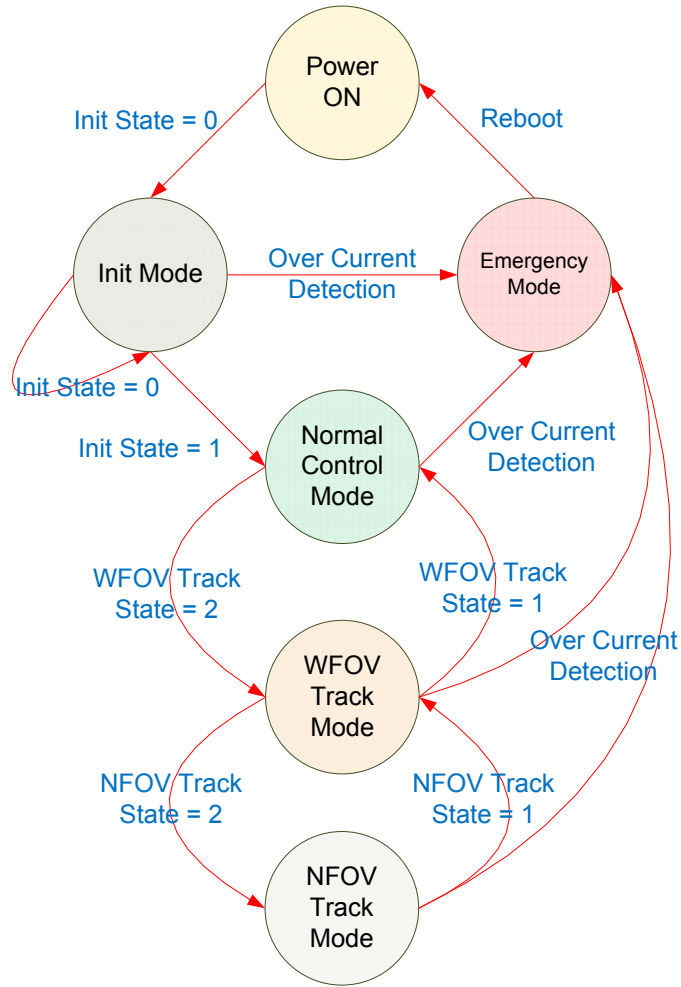 Power
ON
Init State = 0
Reboot
Init Mode
Over Current
Detection
Emergency
Mode
Init State = 0
Init State = 1
Normal
Control
Mode
Over Current
Detection
WFOV Track
State = 2
WFOV Track
State = 1
WFOV
Track
Mode
Over Current
Detection
NFOV Track
State = 2
NFOV Track
State = 1
NFOV
Track
Mode